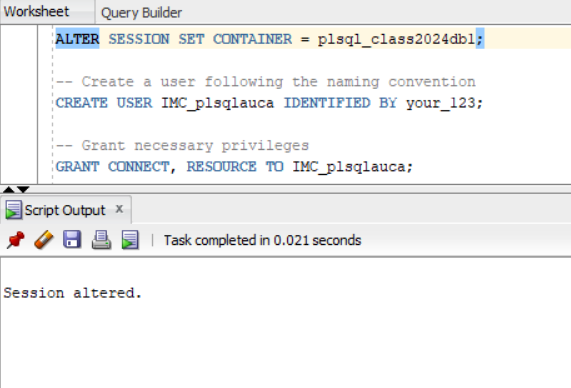 Worksheet Query Builder
ALTER SESSION SET CONTAINER = plsql_class2024db1;
-- Create a user following the naming convention
CREATE USER IMC_plsqlauca IDENTIFIED BY your_123;
-- Grant necessary privileges
GRANT CONNECT, RESOURCE TO IMC_plsqlauca;
Script Output x
Task completed in 0.021 seconds
Session altered.